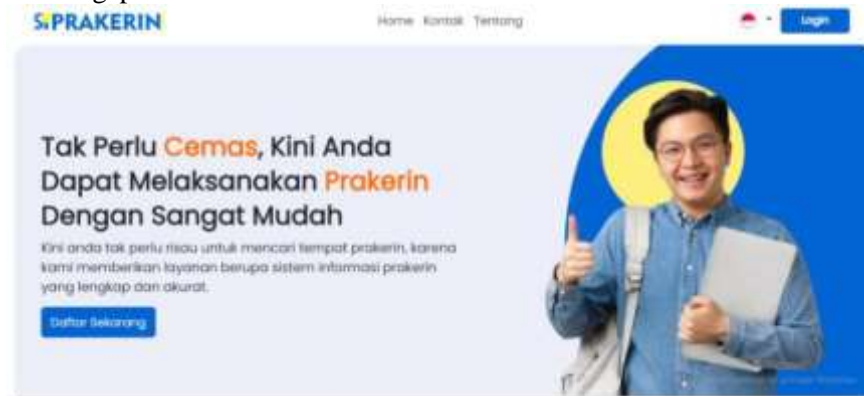 SiPRAKERIN
Home Kontak Tentang
Login
Tak Perlu Cemas, Kini Anda
Dapat Melaksanakan Prakerin
Dengan Sangat Mudah
Kini anda tak perlu risau untuk mencari tempat prakerin, karena
kami memberikan layanan berupa sistem informasi prakerin
yang lengkap dan akurat.
Daftar Sekarang